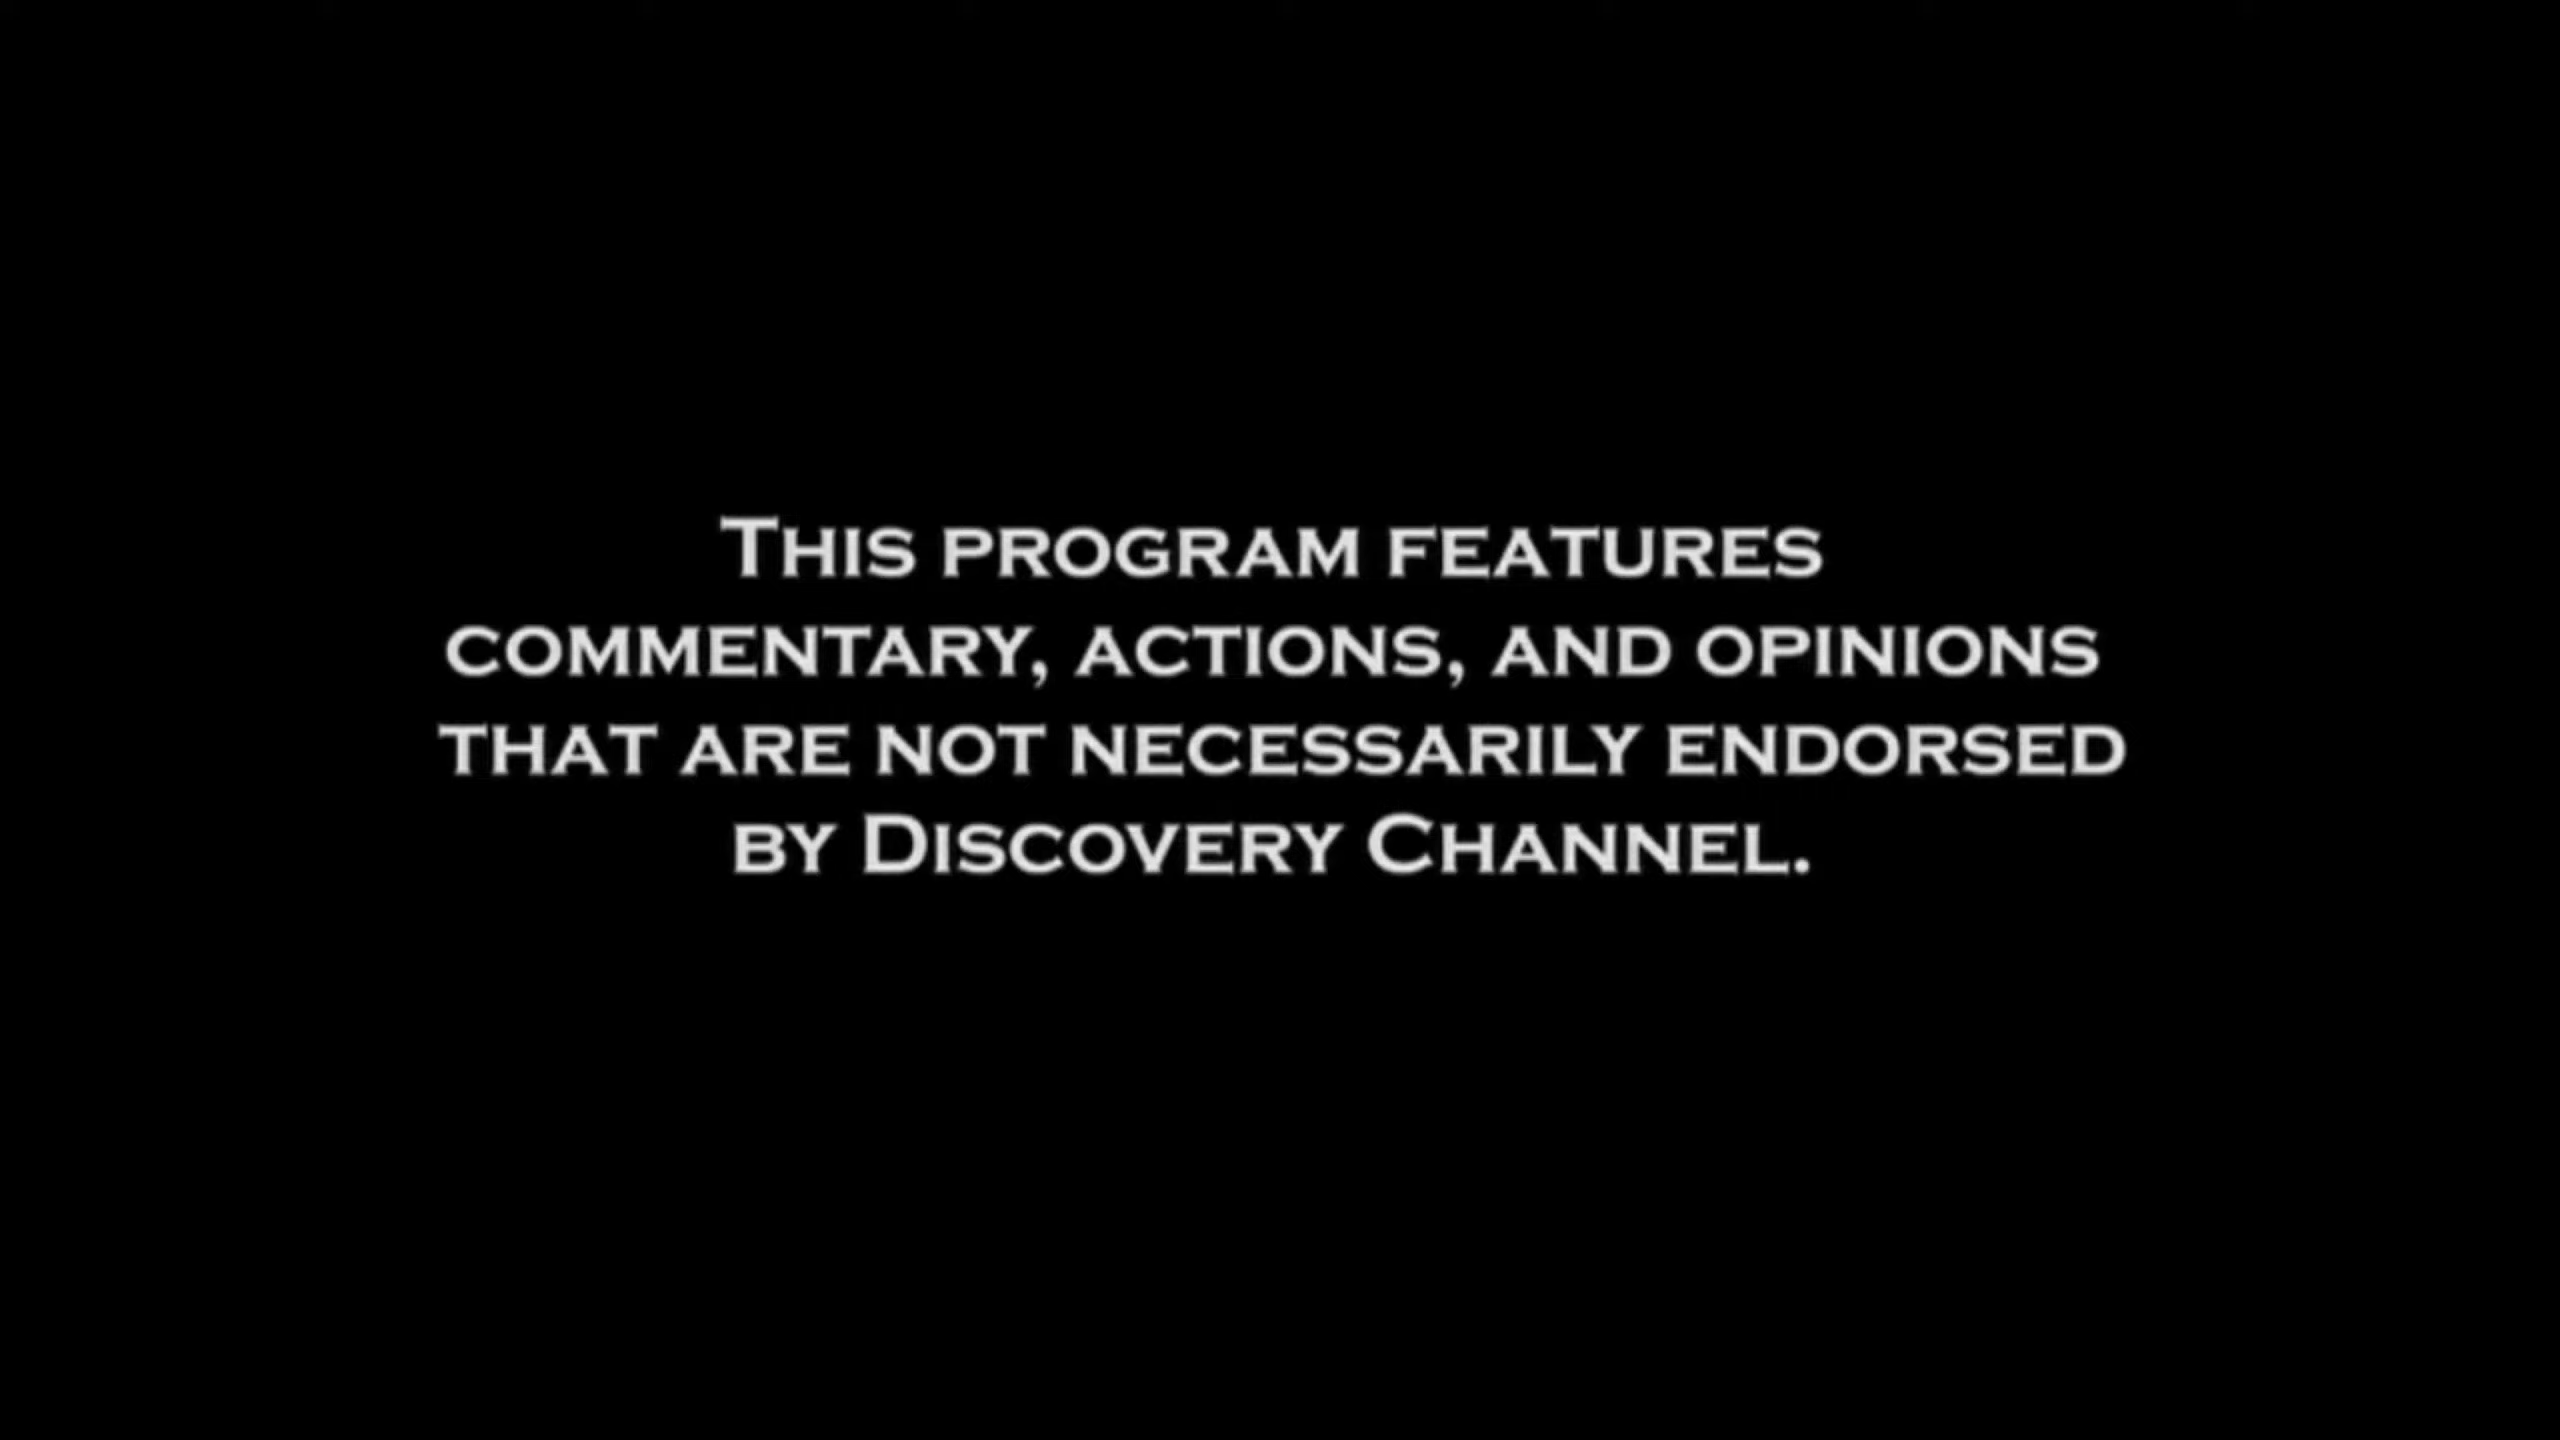 This program features
commentary, actions, and opinions
that are not necessarily endorsed
by Discovery Channel.